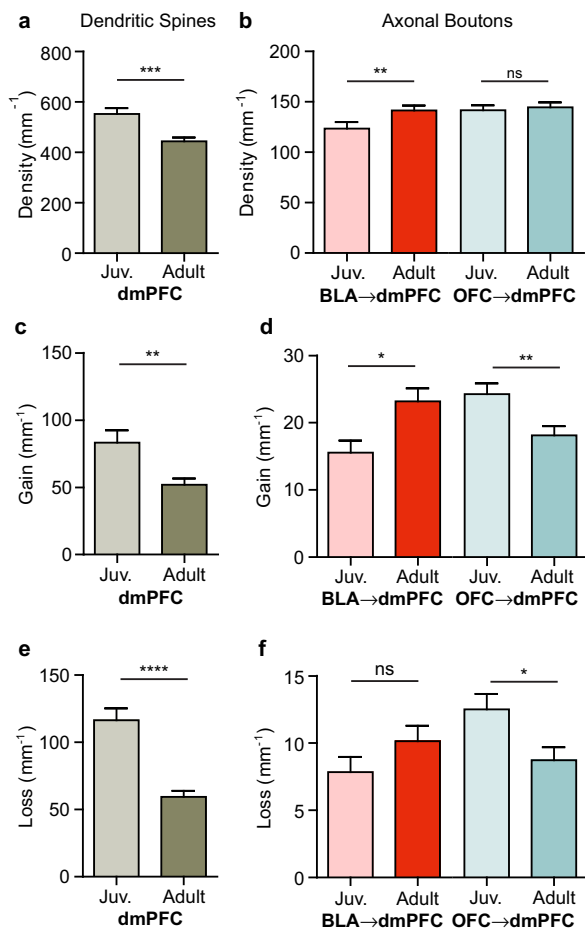 a Dendritic Spines
b Axonal Boutons
800
600
400
200
0
Density (mm-1)
***
Juv. Adult
dmPFC
200
150
100
50
0
Density (mm-1)
** ns
Juv. Adult Juv. Adult
BLA→dmPFC OFC→dmPFC
c
150
100
50
0
Gain (mm-1)
**
Juv. Adult
dmPFC
d
30
20
10
0
Gain (mm-1)
* **
Juv. Adult Juv. Adult
BLA→dmPFC OFC→dmPFC
e
150
100
50
0
Loss (mm-1)
****
Juv. Adult
dmPFC
f
15
10
5
0
Loss (mm-1)
ns *
Juv. Adult Juv. Adult
BLA→dmPFC OFC→dmPFC